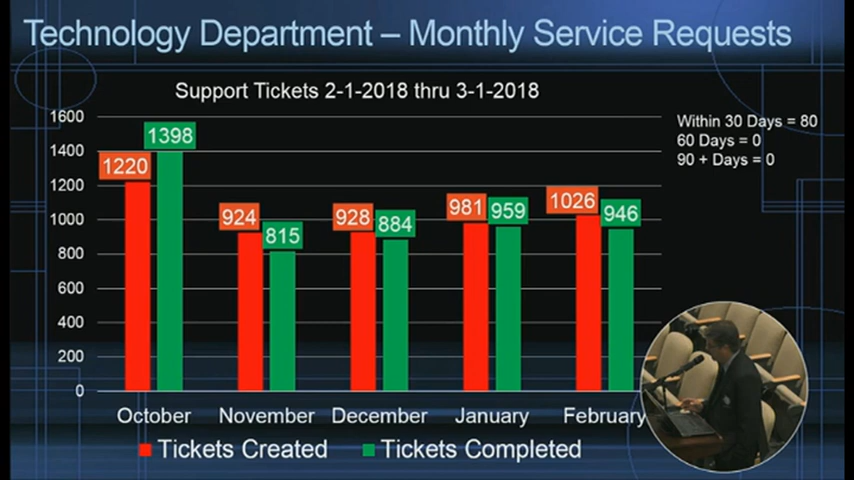 Technology Department – Monthly Service Requests
Support Tickets 2-1-2018 thru 3-1-2018
Within 30 Days = 80
60 Days = 0
90 + Days = 0
1600
1400
1200
1000
800
600
400
200
0
1220
1398
924
815
928
884
981
959
1026
946
October November December January February
Tickets Created Tickets Completed